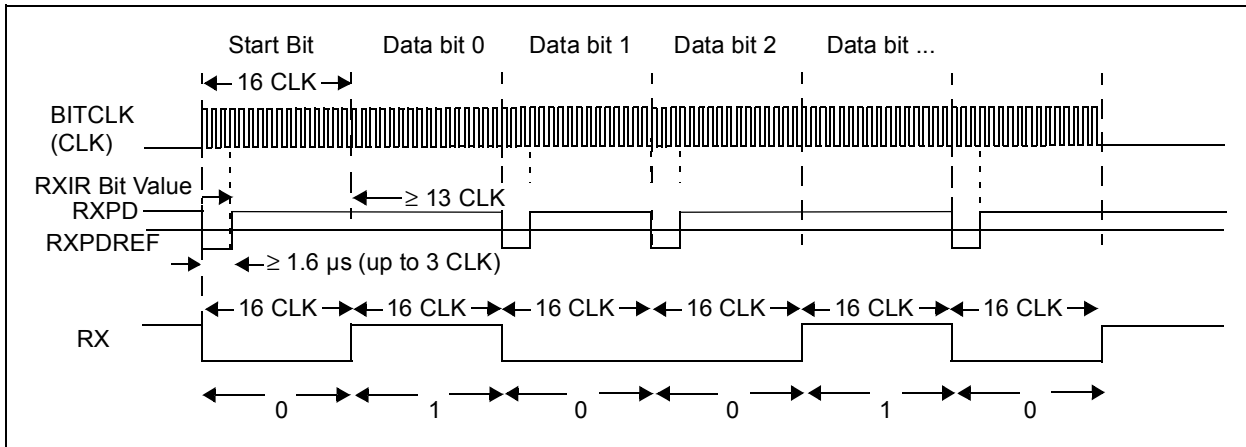 Start Bit Data bit 0 Data bit 1 Data bit 2 Data bit ...
16 CLK
BITCLK
(CLK)
RXIR Bit Value
≥ 13 CLK
RXPD
RXPDREF
≥ 1.6 µs (up to 3 CLK)
16 CLK 16 CLK 16 CLK 16 CLK 16 CLK 16 CLK
RX
0 1 0 0 1 0